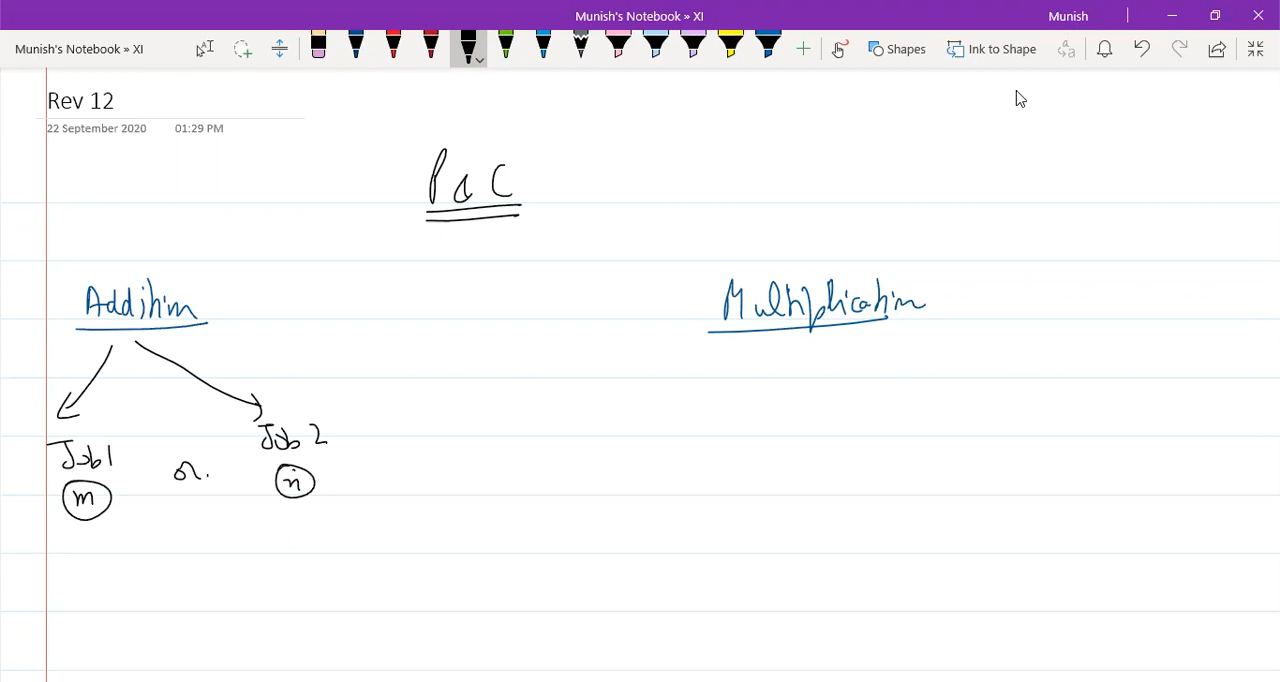 Munish's Notebook » XI
Munish
Munish's Notebook » XI
Shapes
Ink to Shape
Rev 12
22 September 2020 01:29 PM
P & C
Addition
Multiplication
Job 1 or Job 2
m n